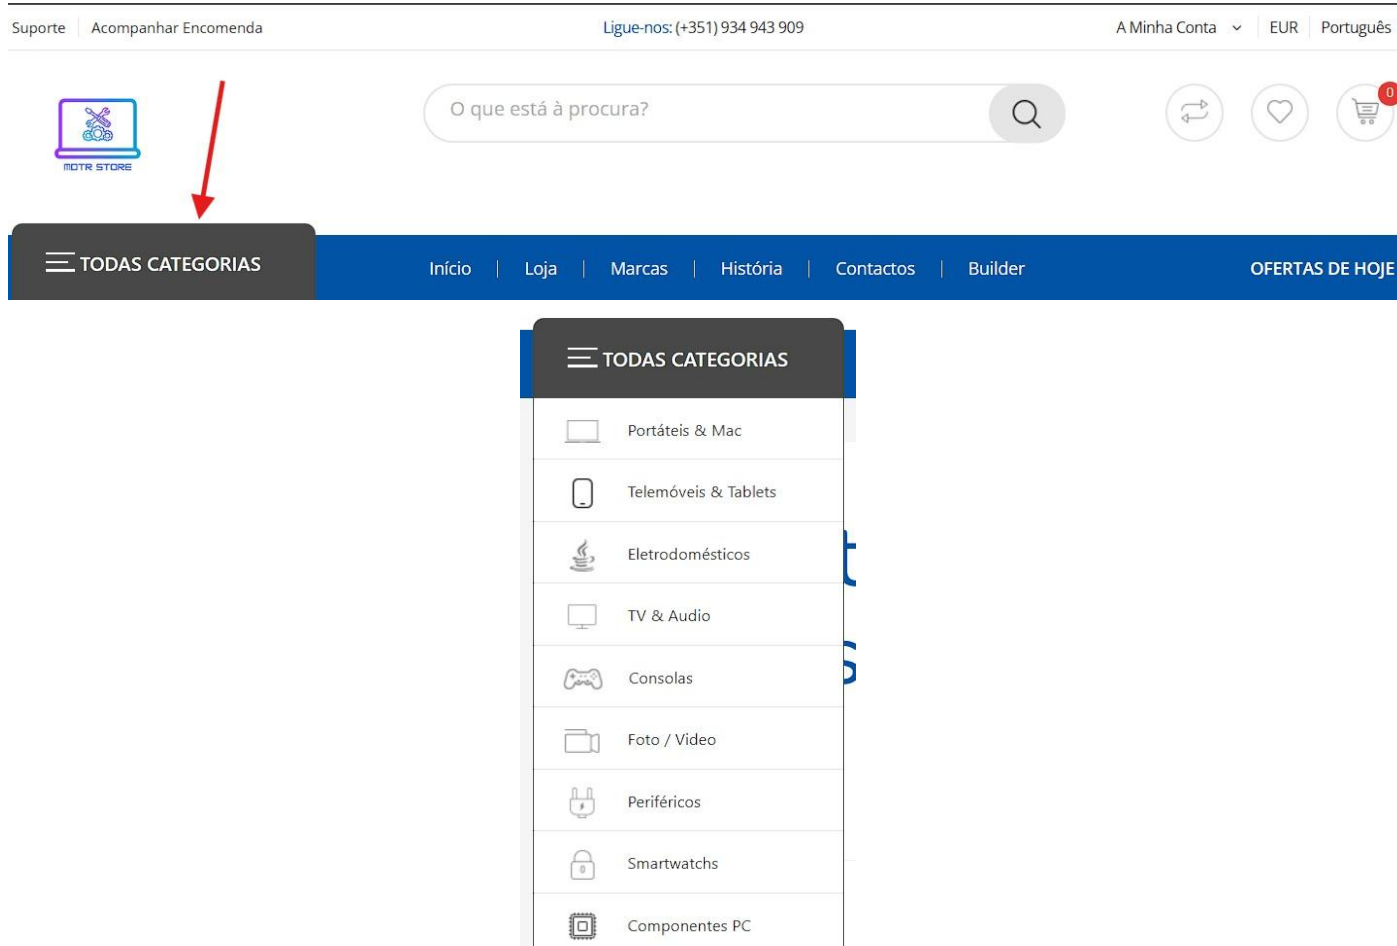 Suporte Acompanhar Encomenda Ligue-nos: (+351) 934 943 909 A Minha Conta EUR Português
O que está à procura?
0
MDTR STORE
TODAS CATEGORIAS Início | Loja | Marcas | História | Contactos | Builder OFERTAS DE HOJE
TODAS CATEGORIAS
Portáteis & Mac
Telemóveis & Tablets
Eletrodomésticos
t
TV & Audio
s
Consolas
Foto / Video
Periféricos
Smartwatchs
Componentes PC